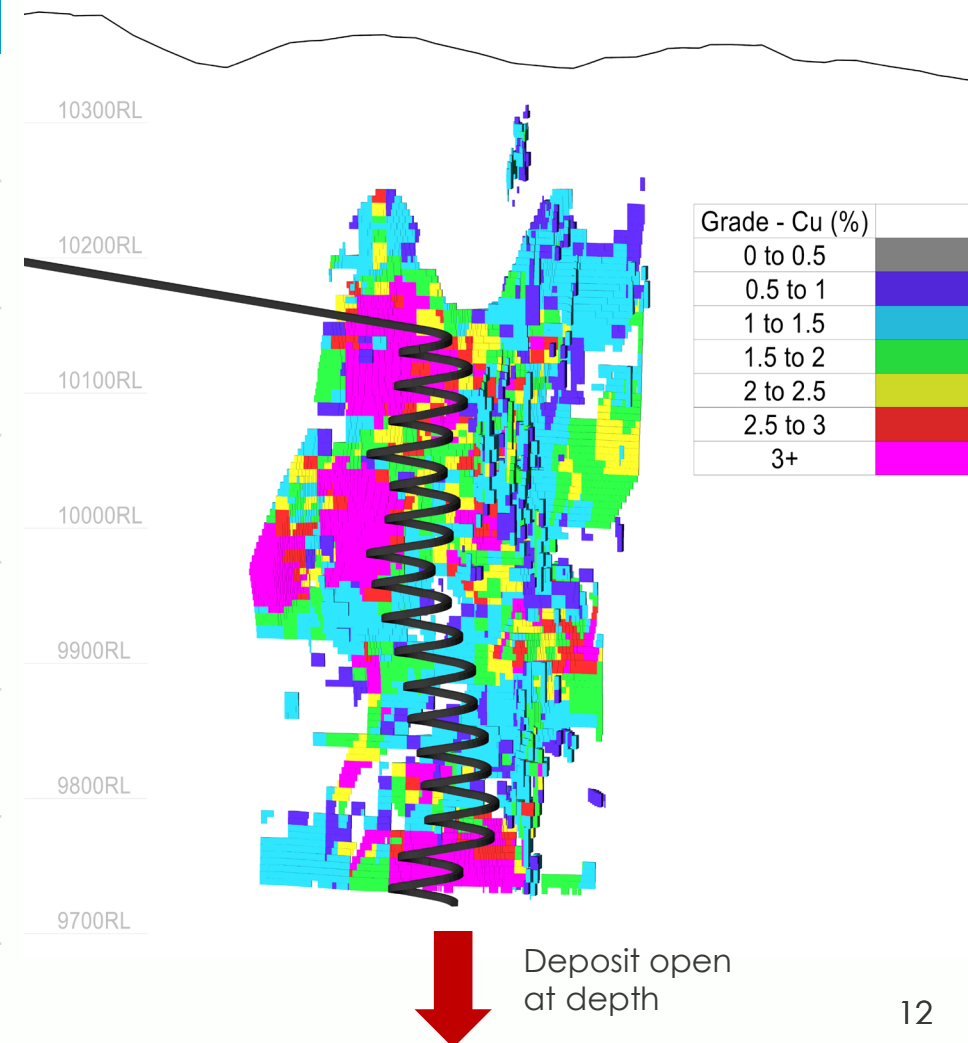 10300RL
10200RL
10100RL
10000RL
9900RL
9800RL
9700RL
Grade - Cu (%)
0 to 0.5
0.5 to 1
1 to 1.5
1.5 to 2
2 to 2.5
2.5 to 3
3+
Deposit open
at depth
12